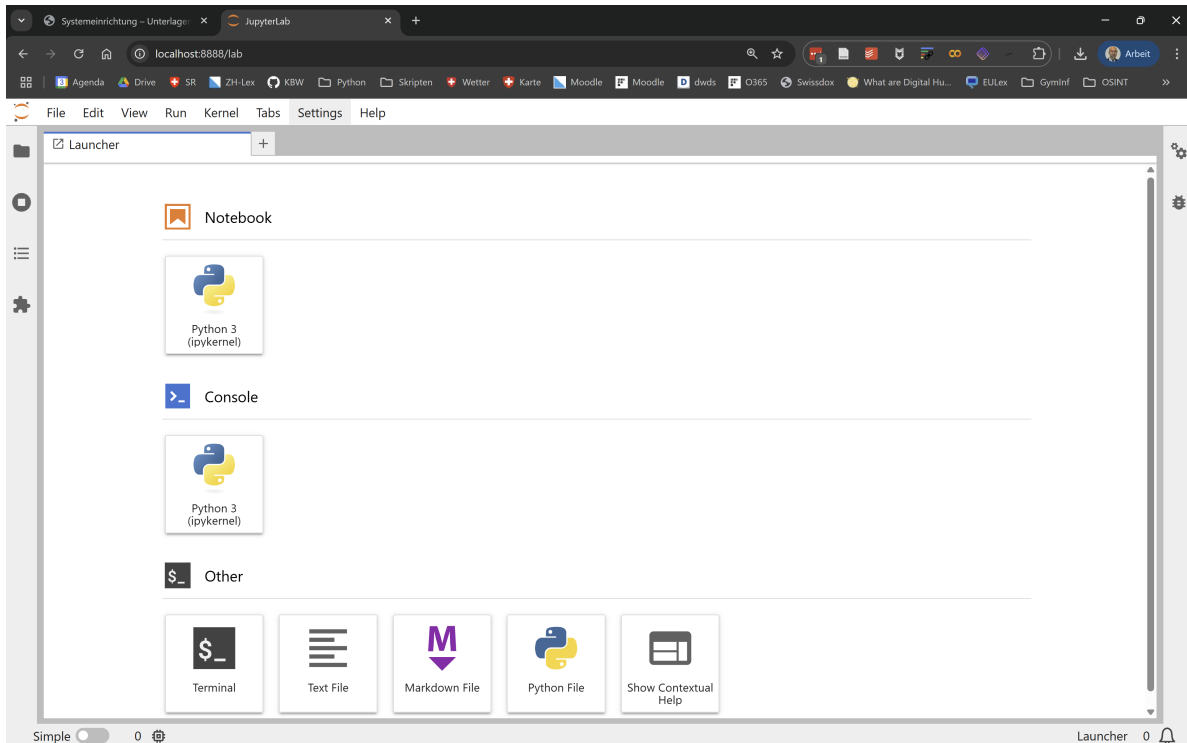 Systemeinrichtung – Unterlager
JupyterLab
localhost:8888/lab
1
Arbeit
3 Agenda Drive SR ZH-Lex KBW Python Skripten Wetter Karte Moodle Moodle D dwds O365 Swissdox What are Digital Hu... EULex GymInf OSINT »
File Edit View Run Kernel Tabs Settings Help
Launcher
Notebook
Python 3
(ipykernel)
Console
Python 3
(ipykernel)
$_ Other
$_
M
Terminal Text File Markdown File Python File Show Contextual
Help
Simple 0 Launcher 0